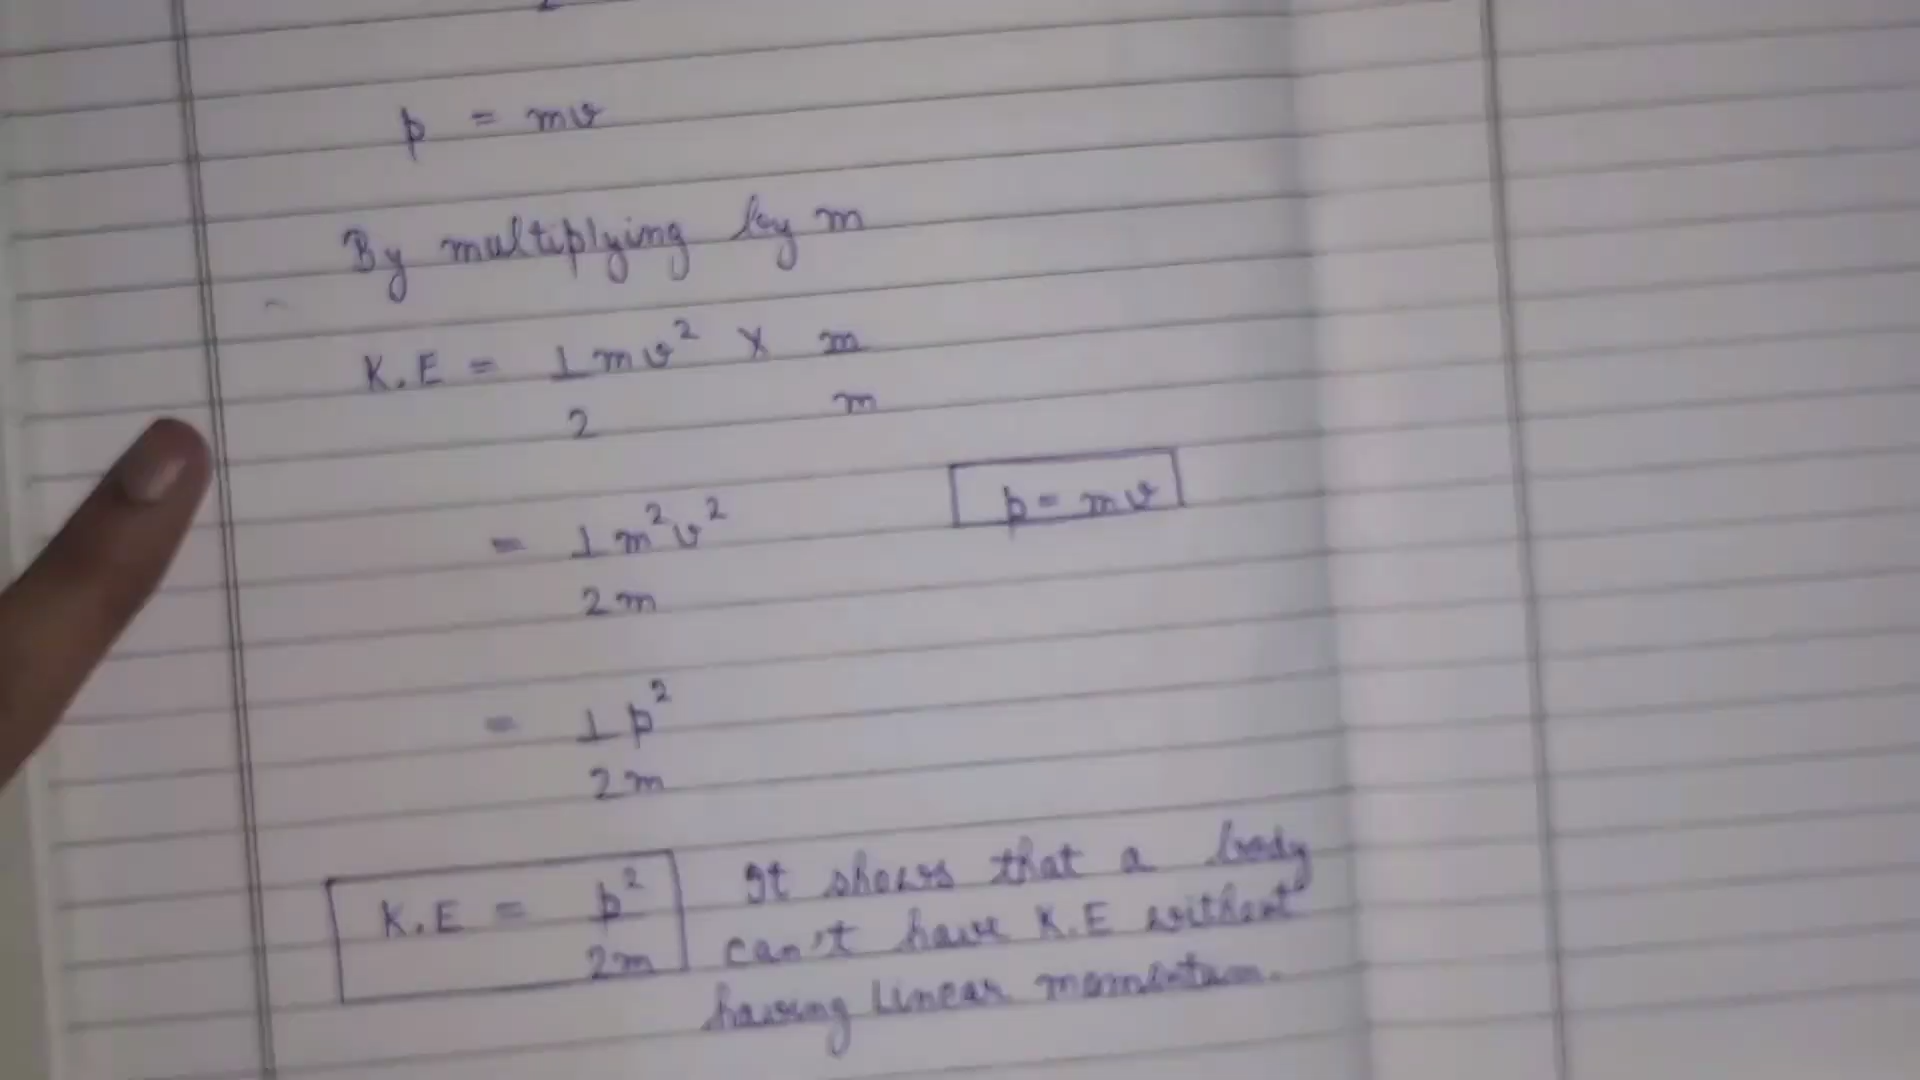 p = mv
By multiplying by m
K.E = 1 mv² × m
2 m
= 1 m²v² p = mv
2m
= 1 p²
2m
K.E = p² It shows that a body
2m can't have K.E without
having Linear momentum.